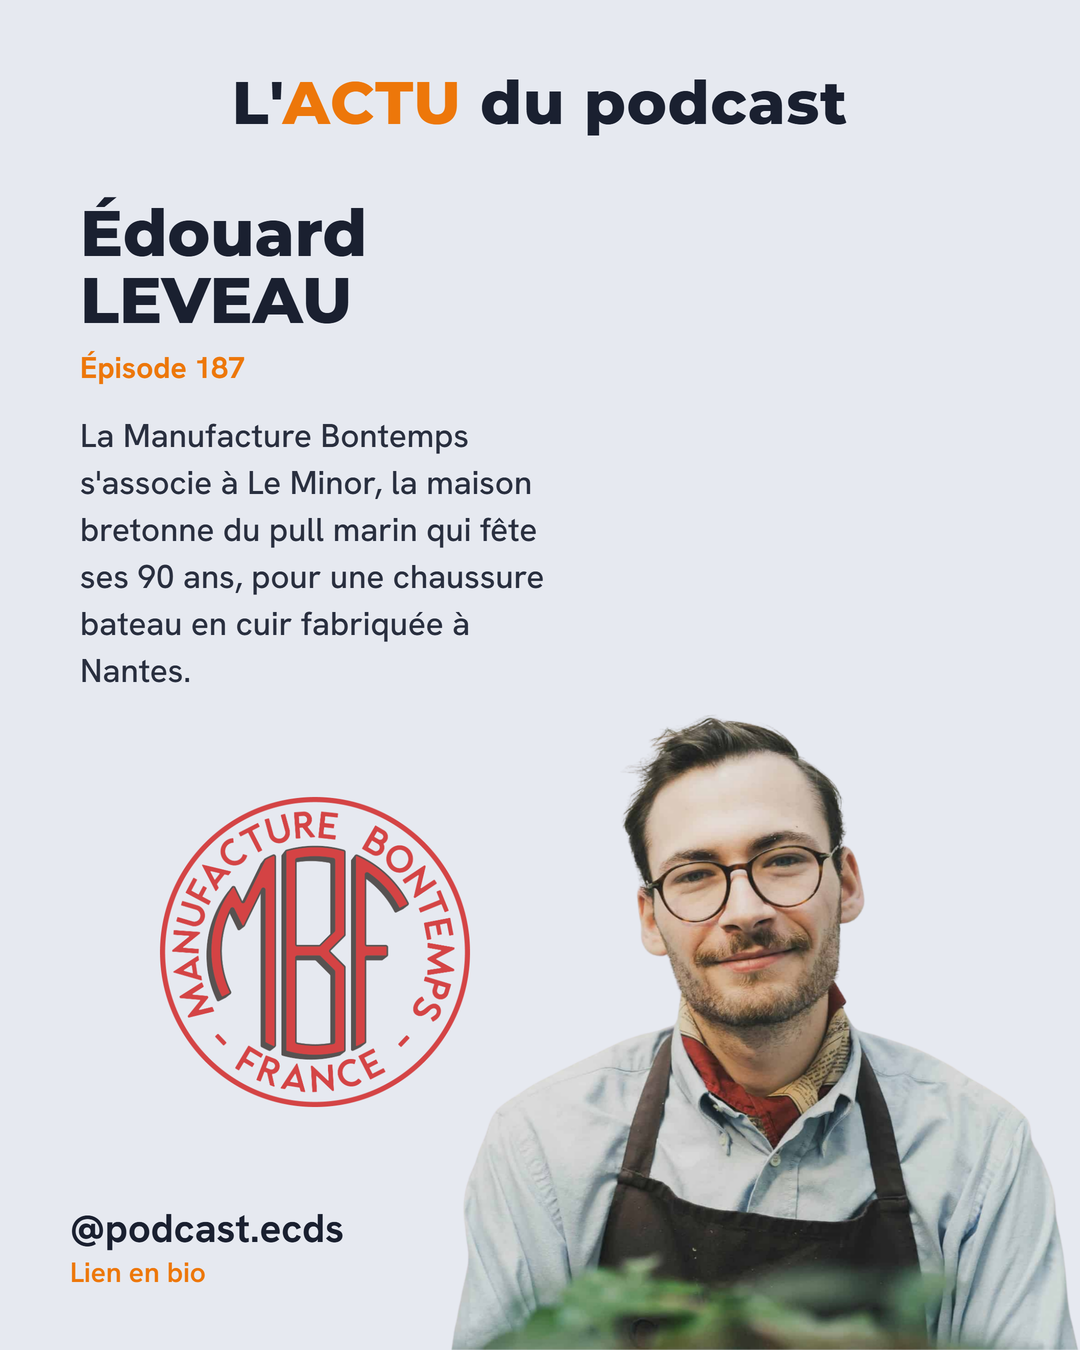 L'ACTU du podcast
Édouard
LEVEAU
Épisode 187
La Manufacture Bontemps
s'associe à Le Minor, la maison
bretonne du pull marin qui fête
ses 90 ans, pour une chaussure
bateau en cuir fabriquée à
Nantes.
MANUFACTURE BONTEMPS
MBF
- FRANCE -
@podcast.ecds
Lien en bio